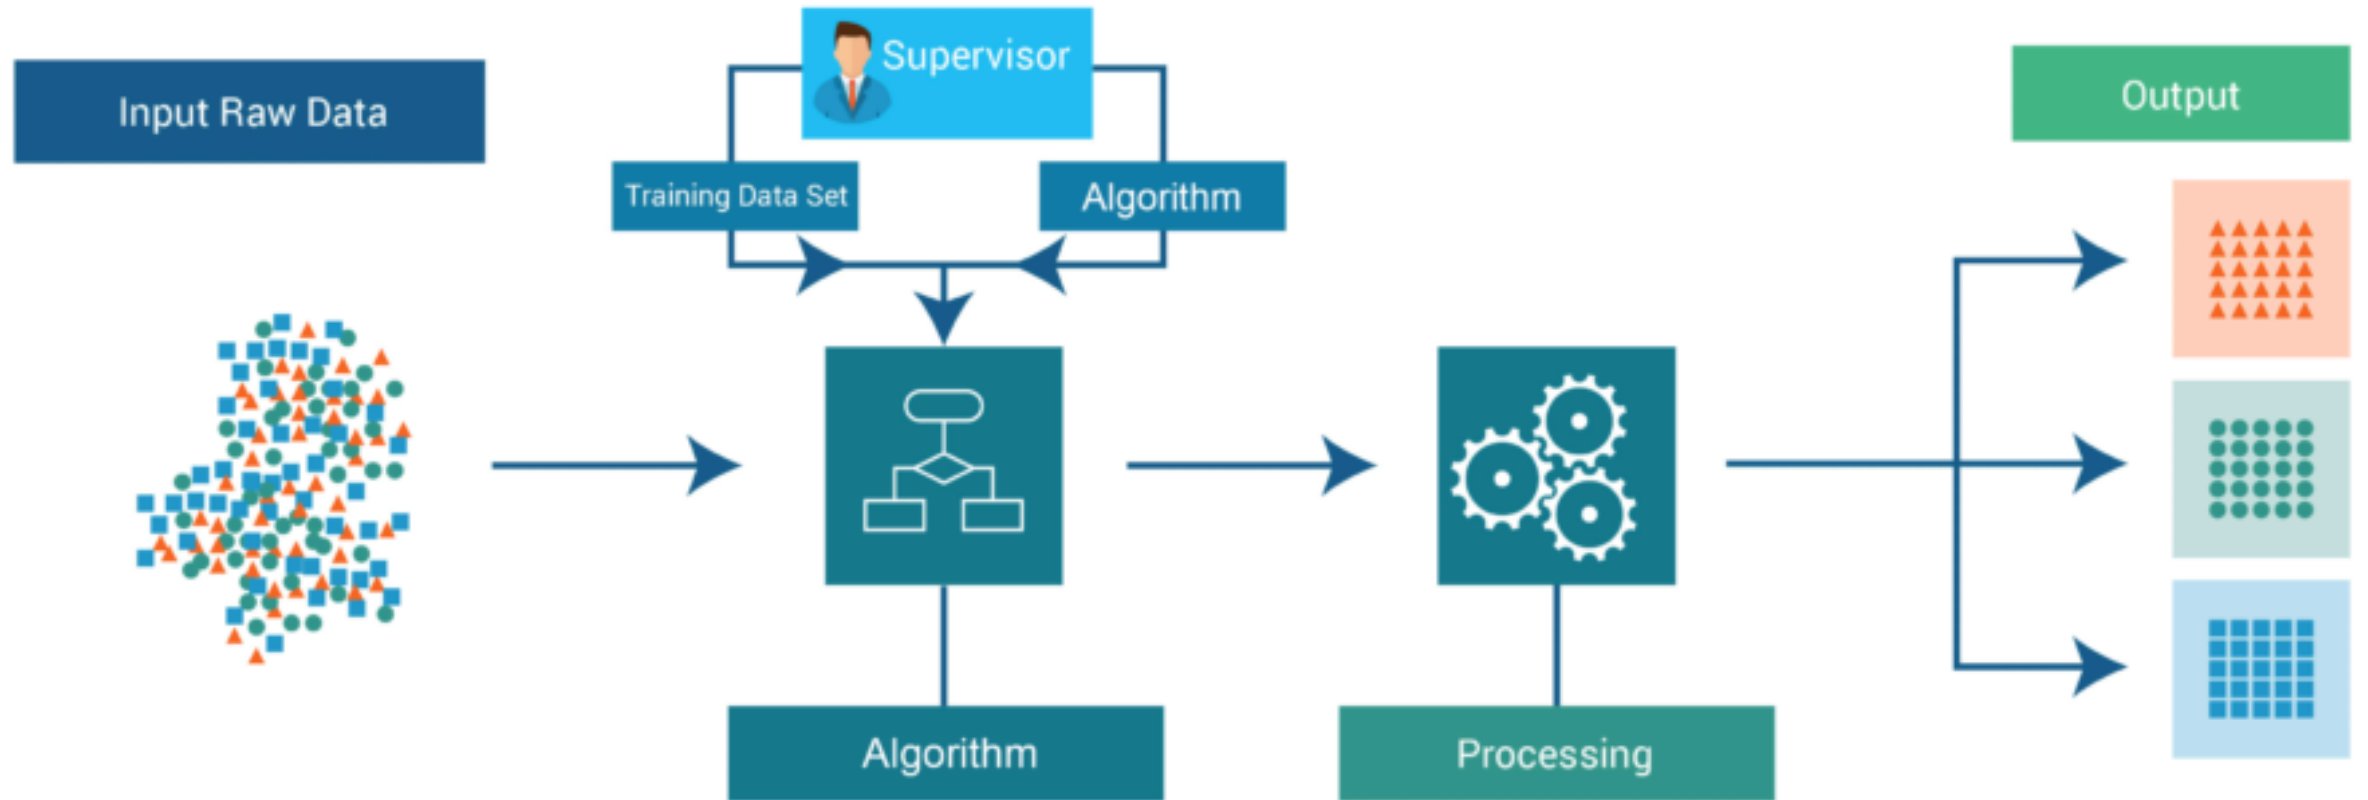 Input Raw Data
Supervisor
Training Data Set
Algorithm
Output
Algorithm
Processing